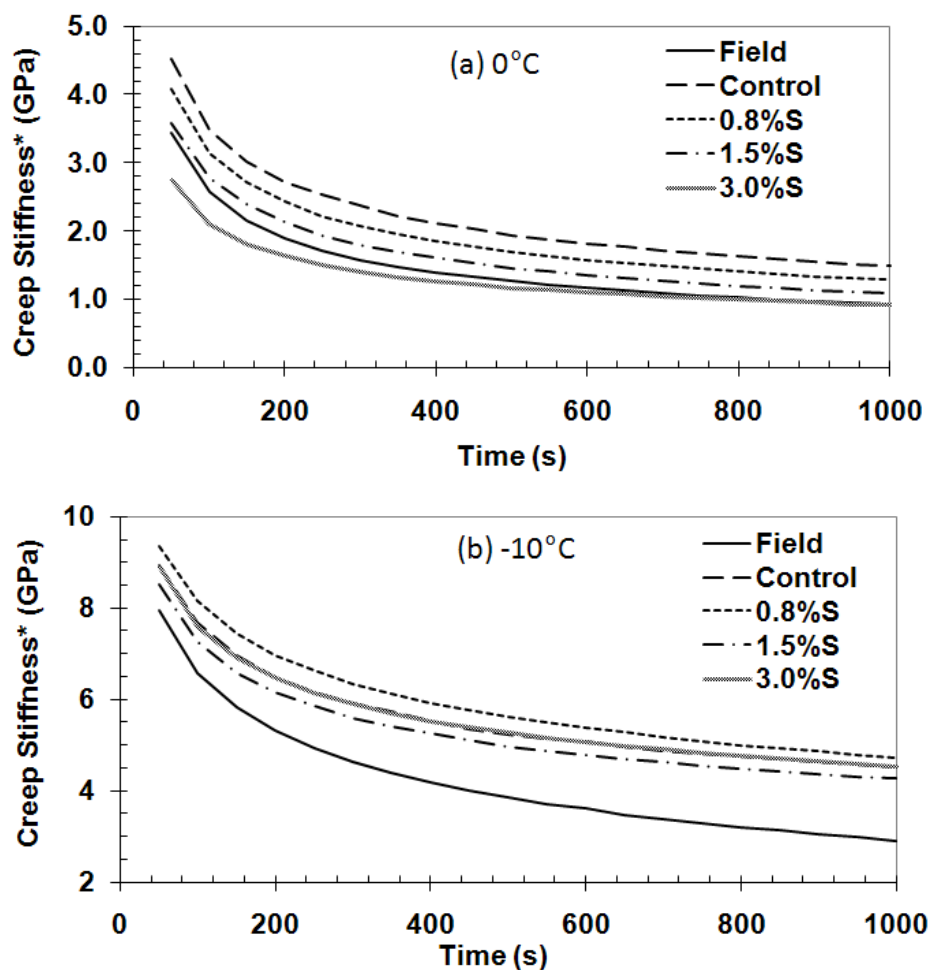 5.0
4.0
3.0
2.0
1.0
0.0
Creep Stiffness* (GPa)
(a) 0°C
Field
Control
0.8%S
1.5%S
3.0%S
0 200 400 600 800 1000
Time (s)
10
8
6
4
2
Creep Stiffness* (GPa)
(b) -10°C
Field
Control
0.8%S
1.5%S
3.0%S
0 200 400 600 800 1000
Time (s)